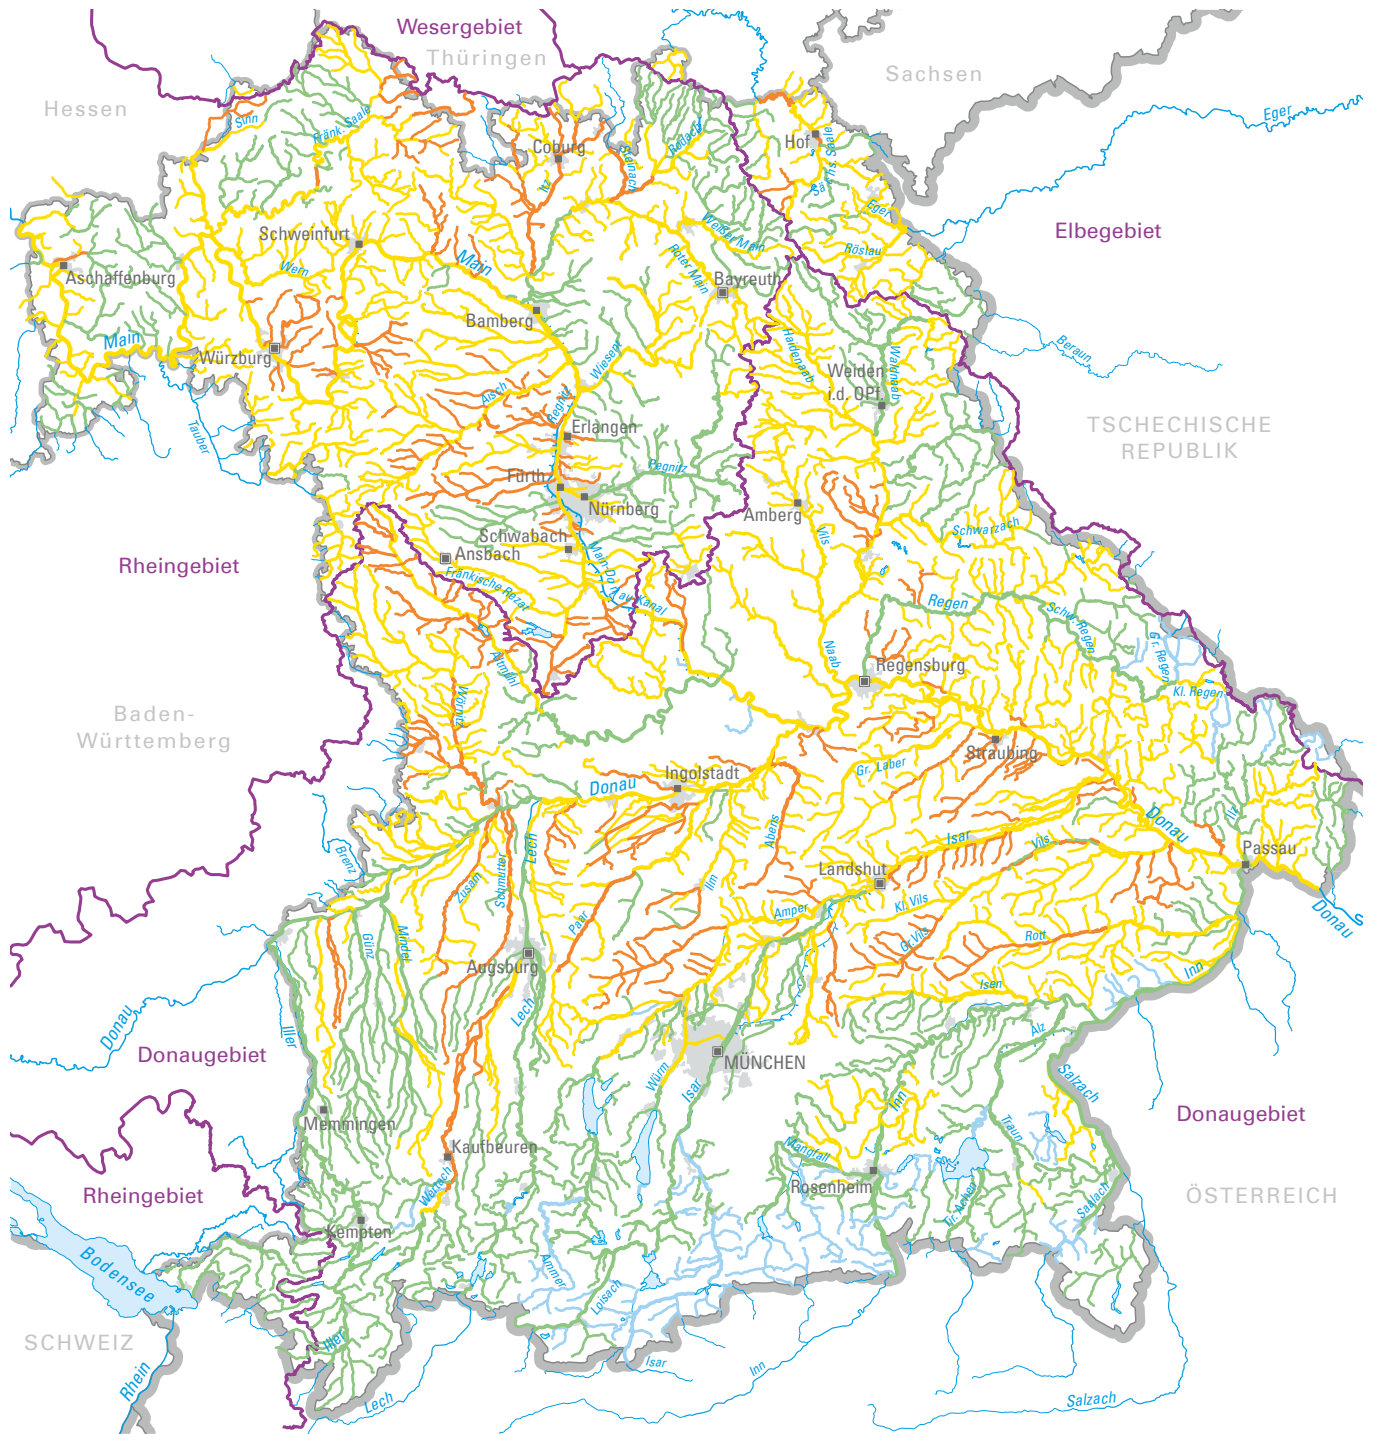 Wesergebiet
Thüringen
Sachsen
Hessen
Eger
Sinn
Fränk. Saale
Rodach
Hof
Sächs. Saale
Coburg
Steinach
Itz
Eger
Elbegebiet
Schweinfurt
Weißer Main
Röslau
Main
Roter Main
Wern
Aschaffenburg
Bayreuth
Bamberg
Main
Haidenaab
Waldnaab
Beraun
Würzburg
Wiesent
Weiden
i.d. OPf.
Aisch
Regnitz
TSCHECHISCHE
REPUBLIK
Tauber
Erlangen
Pegnitz
Fürth
Nürnberg
Amberg
Vils
Schwarzach
Schwabach
Ansbach
Main-Donau-Kanal
Rheingebiet
Fränkische Rezat
Regen
Schw. Regen
Gr. Regen
Naab
Regensburg
Altmühl
Wörnitz
Kl. Regen
Baden-
Württemberg
Straubing
Gr. Laber
Ingolstadt
Donau
Donau
Ilz
Isar
Abens
Lech
Vils
Passau
Brenz
Landshut
Schmutter
Zusam
Ilm
Kl. Vils
Amper
Paar
Donau
Günz
Mindel
Gr.Vils
Rott
Augsburg
Inn
Isen
Lech
Donau
Iller
Alz
Donaugebiet
MÜNCHEN
Würm
Isar
Inn
Salzach
Donaugebiet
Memmingen
Traun
Kaufbeuren
Mangfall
Rheingebiet
Wertach
Rosenheim
Saalach
ÖSTERREICH
Kempten
Bodensee
Ammer
Loisach
SCHWEIZ
Iller
Isar
Inn
Rhein
Lech
Salzach